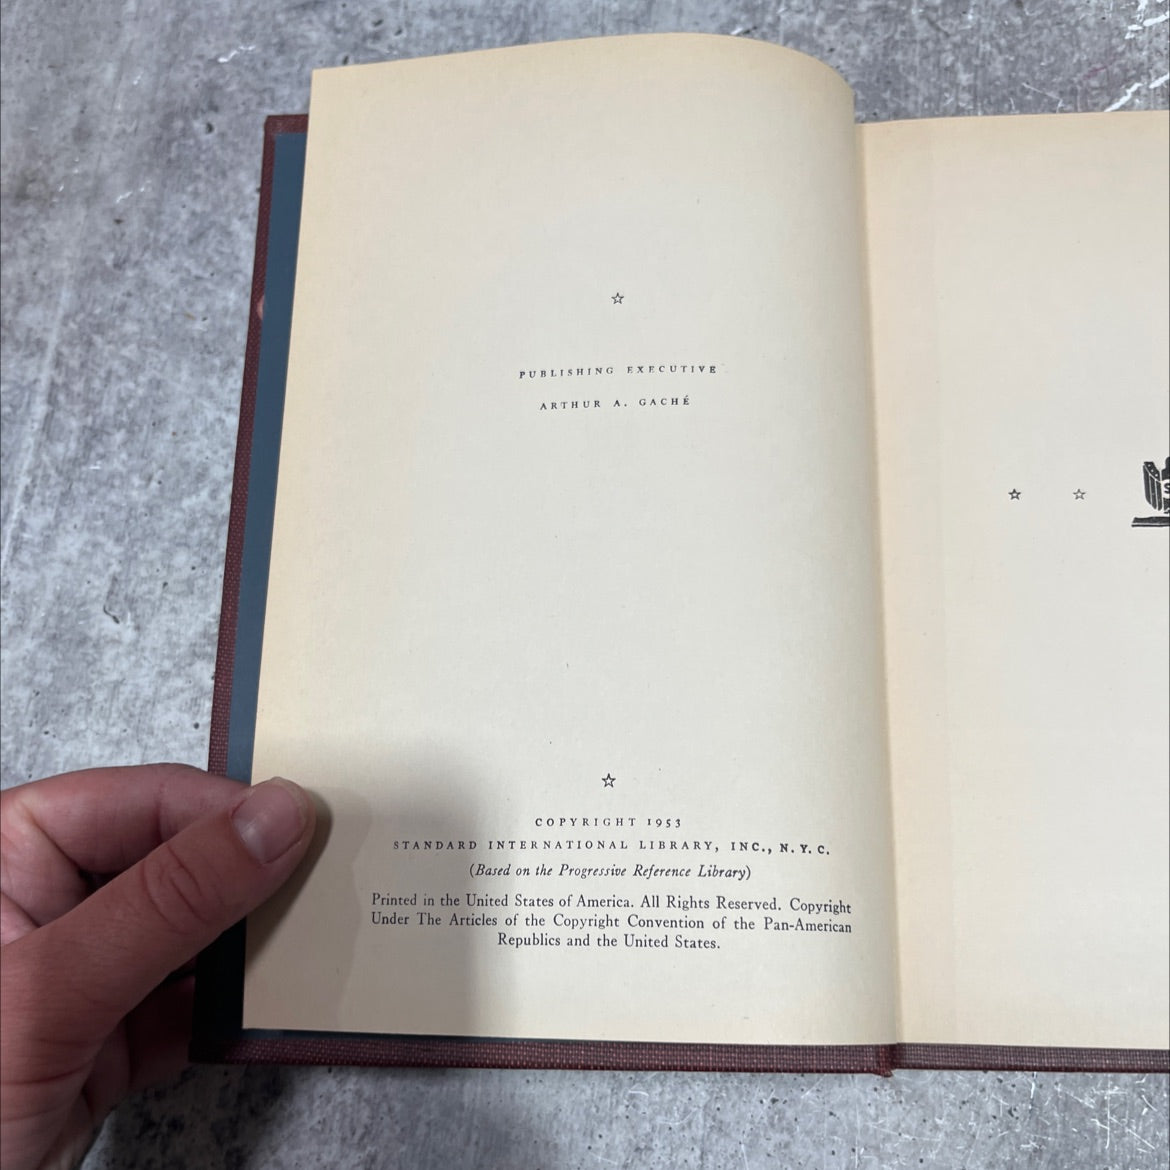 PUBLISHING EXECUTIVE
ARTHUR A. GACHÉ
COPYRIGHT 1953
STANDARD INTERNATIONAL LIBRARY, INC., N.Y.C.
(Based on the Progressive Reference Library)
Printed in the United States of America. All Rights Reserved. Copyright
Under The Articles of the Copyright Convention of the Pan-American
Republics and the United States.